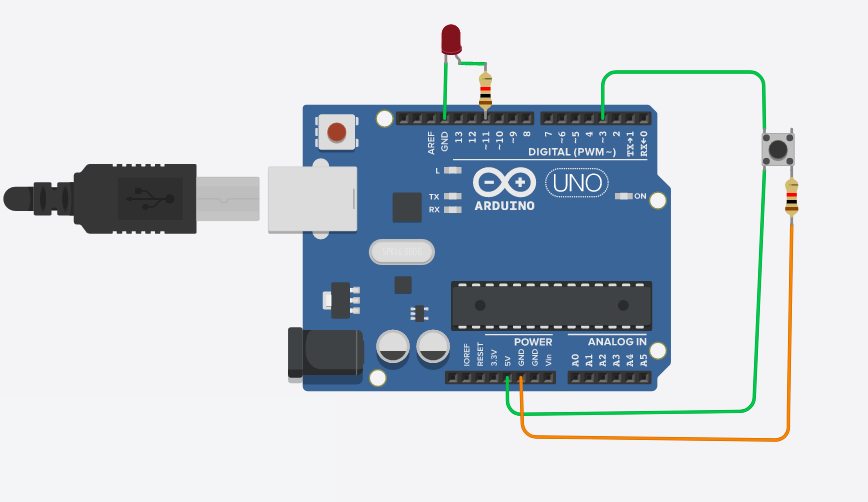 AREF
GND
13
12
~11
~10
~9
8
7
~6
~5
4
~3
2
TX→1
RX←0
DIGITAL (PWM~)
L
TX
RX
UNO
ARDUINO
ON
POWER
ANALOG IN
IOREF
RESET
3.3V
5V
GND
GND
Vin
A0
A1
A2
A3
A4
A5